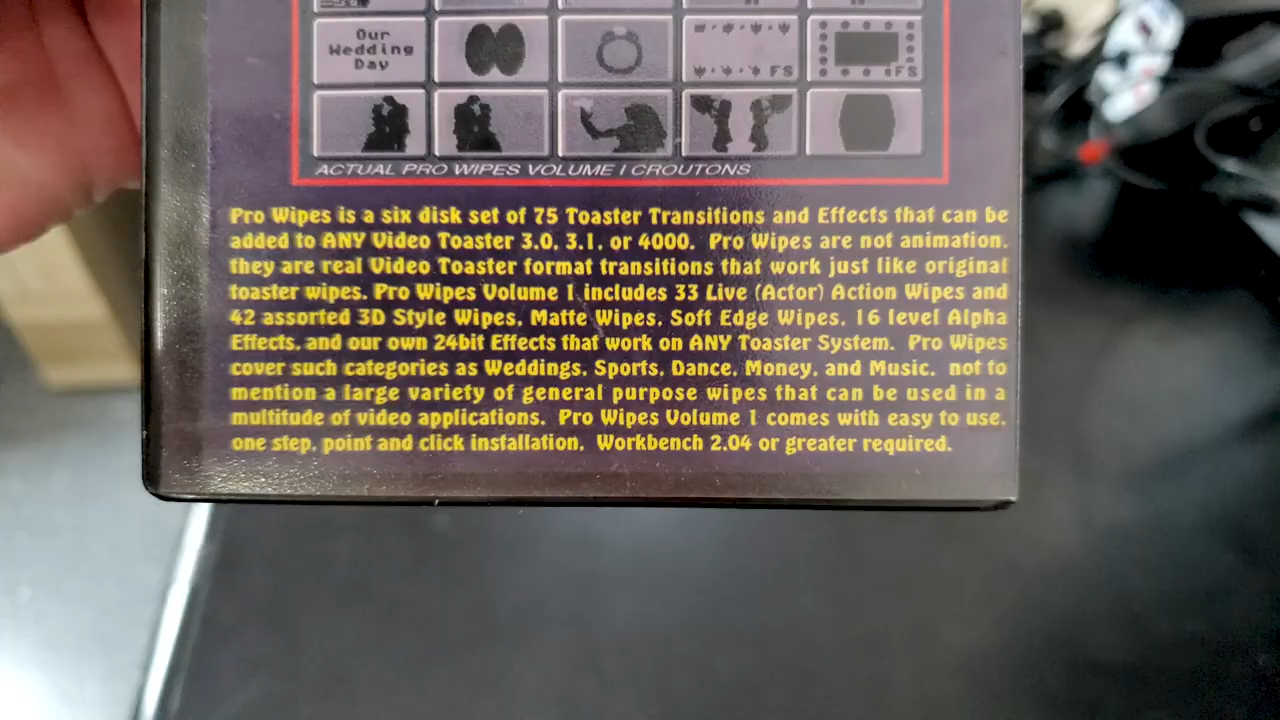 Our
Wedding
Day
FS
FS
ACTUAL PRO WIPES VOLUME I CROUTONS
Pro Wipes is a six disk set of 75 Toaster Transitions and Effects that can be
added to ANY Video Toaster 3.0, 3.1, or 4000. Pro Wipes are not animation,
they are real Video Toaster format transitions that work just like original
toaster wipes. Pro Wipes Volume 1 includes 33 Live (Actor) Action Wipes and
42 assorted 3D Style Wipes, Matte Wipes, Soft Edge Wipes, 16 level Alpha
Effects, and our own 24bit Effects that work on ANY Toaster System. Pro Wipes
cover such categories as Weddings, Sports, Dance, Money, and Music, not to
mention a large variety of general purpose wipes that can be used in a
multitude of video applications. Pro Wipes Volume 1 comes with easy to use,
one step, point and click installation. Workbench 2.04 or greater required.